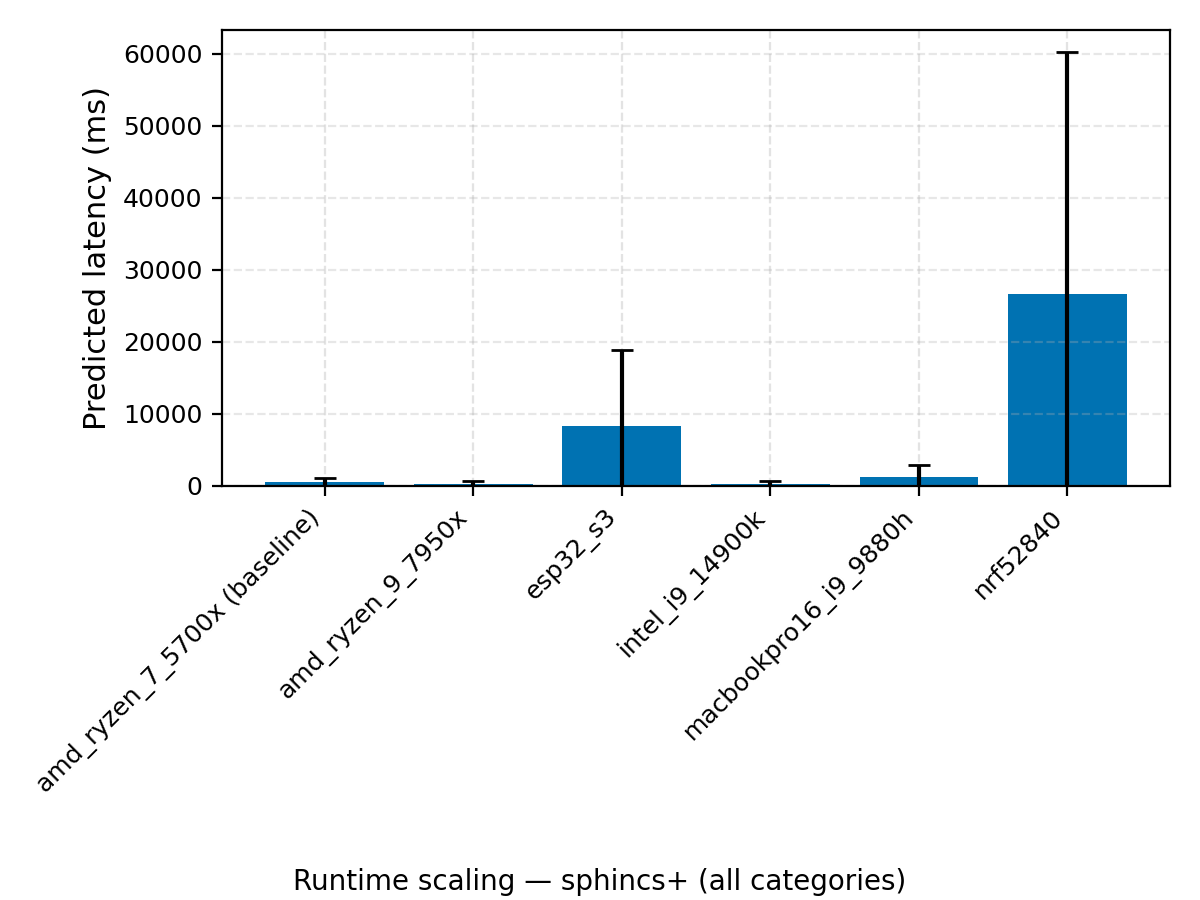 60000
50000
40000
30000
20000
10000
0
Predicted latency (ms)
amd_ryzen_7_5700x (baseline)
amd_ryzen_9_7950x
esp32_s3
intel_i9_14900k
macbookpro16_i9_9880h
nrf52840
Runtime scaling — sphincs+ (all categories)